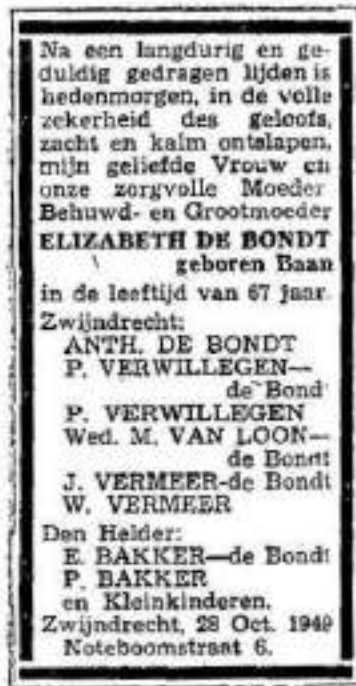 Na een langdurig en ge-
duldig gedragen lijden is
hedenmorgen, in de volle
zekerheid des geloofs,
zacht en kalm ontslapen,
mijn geliefde Vrouw en
onze zorgvolle Moeder
Behuwd- en Grootmoeder
ELIZABETH DE BONDT
geboren Baan
in de leeftijd van 67 jaar.
Zwijndrecht:
ANTH. DE BONDT
P. VERWILLEGEN—
de Bond
P. VERWILLEGEN
Wed. M. VAN LOON—
de Bondt
J. VERMEER-de Bondt
W. VERMEER
Den Helder:
E. BAKKER—de Bondt
P. BAKKER
en Kleinkinderen.
Zwijndrecht, 28 Oct. 1949
Noteboomstraat 6.